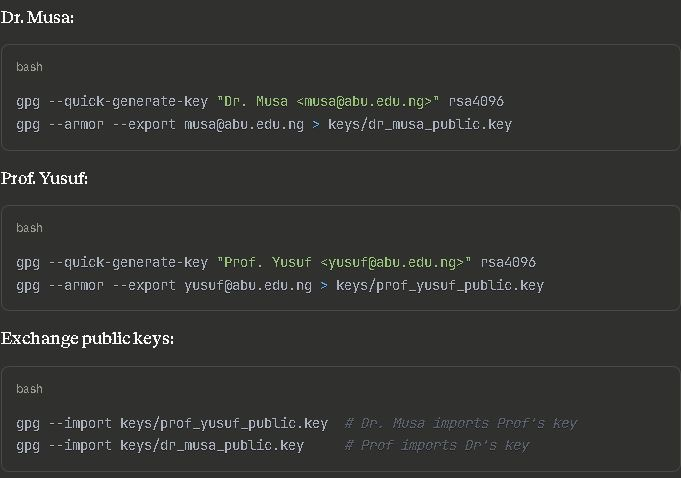 Dr. Musa:
bash
gpg --quick-generate-key "Dr. Musa <musa@abu.edu.ng>" rsa4096
gpg --armor --export musa@abu.edu.ng > keys/dr_musa_public.key
Prof. Yusuf:
bash
gpg --quick-generate-key "Prof. Yusuf <yusuf@abu.edu.ng>" rsa4096
gpg --armor --export yusuf@abu.edu.ng > keys/prof_yusuf_public.key
Exchange public keys:
bash
gpg --import keys/prof_yusuf_public.key  # Dr. Musa imports Prof's key
gpg --import keys/dr_musa_public.key     # Prof imports Dr's key